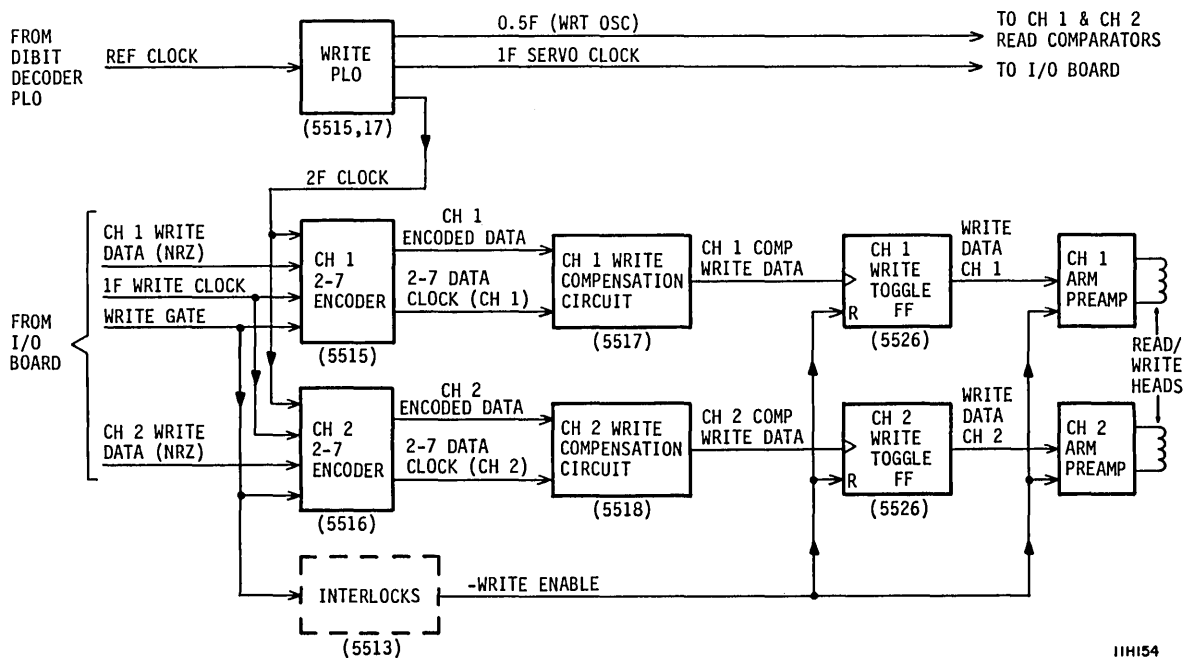 FROM
DIBIT
DECODER
PLO
REF CLOCK
WRITE
PLO
(5515,17)
0.5F (WRT OSC)
1F SERVO CLOCK
TO CH 1 & CH 2
READ COMPARATORS
TO I/O BOARD
2F CLOCK
FROM
I/O
BOARD
CH 1 WRITE
DATA (NRZ)
1F WRITE CLOCK
WRITE GATE
CH 1
2-7
ENCODER
(5515)
CH 1
ENCODED DATA
2-7 DATA
CLOCK (CH 1)
CH 1 WRITE
COMPENSATION
CIRCUIT
(5517)
CH 1 COMP
WRITE DATA
CH 1
WRITE
TOGGLE
FF
R
(5526)
WRITE
DATA
CH 1
CH 1
ARM
PREAMP
READ/
WRITE
HEADS
CH 2 WRITE
DATA (NRZ)
CH 2
2-7
ENCODER
(5516)
CH 2
ENCODED DATA
2-7 DATA
CLOCK (CH 2)
CH 2 WRITE
COMPENSATION
CIRCUIT
(5518)
CH 2 COMP
WRITE DATA
CH 2
WRITE
TOGGLE
FF
R
(5526)
WRITE
DATA
CH 2
CH 2
ARM
PREAMP
INTERLOCKS
(5513)
-WRITE ENABLE
11H154